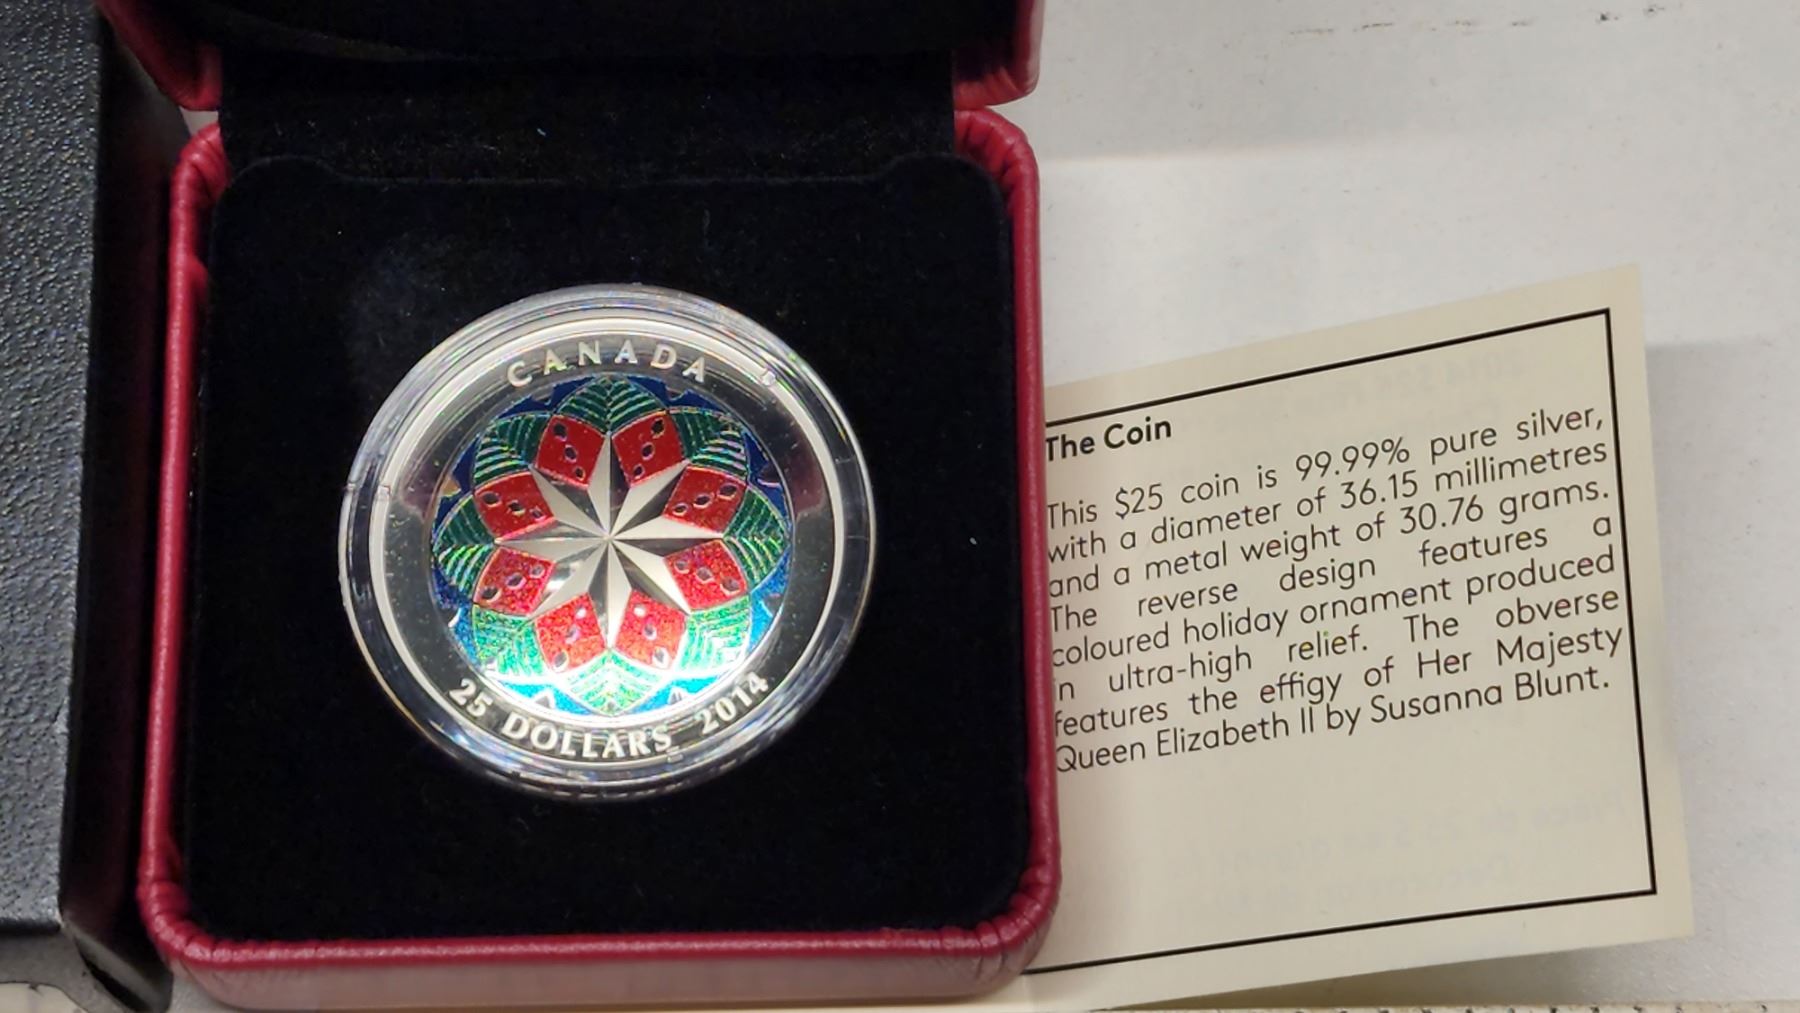 CANADA
25 DOLLARS 2014
The Coin
This $25 coin is 99.99% pure silver,
with a diameter of 36.15 millimetres
and a metal weight of 30.76 grams.
The reverse design features a
coloured holiday ornament produced
in ultra-high relief. The obverse
features the effigy of Her Majesty
Queen Elizabeth II by Susanna Blunt.